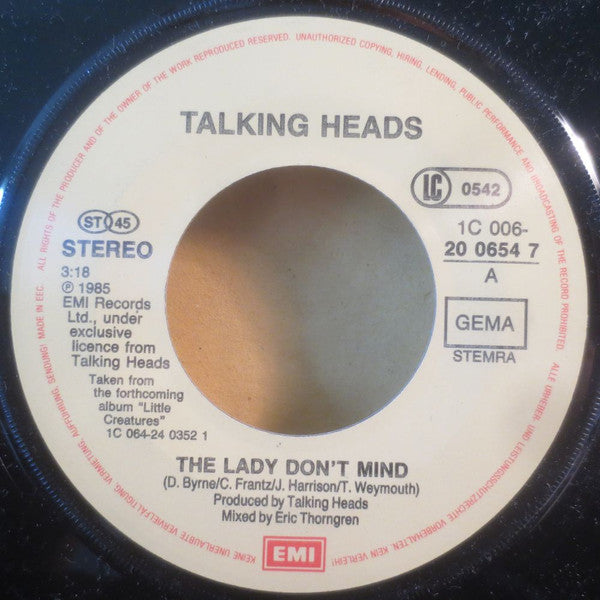 TALKING HEADS
LC 0542
1C 006-
20 0654 7
A
GEMA
STEMRA
ST 45
STEREO
3:18
℗ 1985
EMI Records
Ltd., under
exclusive
licence from
Talking Heads
Taken from
the forthcoming
album "Little
Creatures"
1C 064-24 0352 1
THE LADY DON'T MIND
(D. Byrne/C. Frantz/J. Harrison/T. Weymouth)
Produced by Talking Heads
Mixed by Eric Thorngren
EMI
ALL RIGHTS OF THE PRODUCER AND OF THE OWNER OF THE WORK REPRODUCED RESERVED. UNAUTHORIZED COPYING, HIRING, LENDING, PUBLIC PERFORMANCE AND BROADCASTING OF THE RECORD PROHIBITED. ALLE URHEBER- UND LEISTUNGSSCHUTZRECHTE VORBEHALTEN. KEIN VERLEIH! KEINE UNERLAUBTE VERVIELFÄLTIGUNG, VERMIETUNG, AUFFÜHRUNG, SENDUNG! MADE IN EEC.